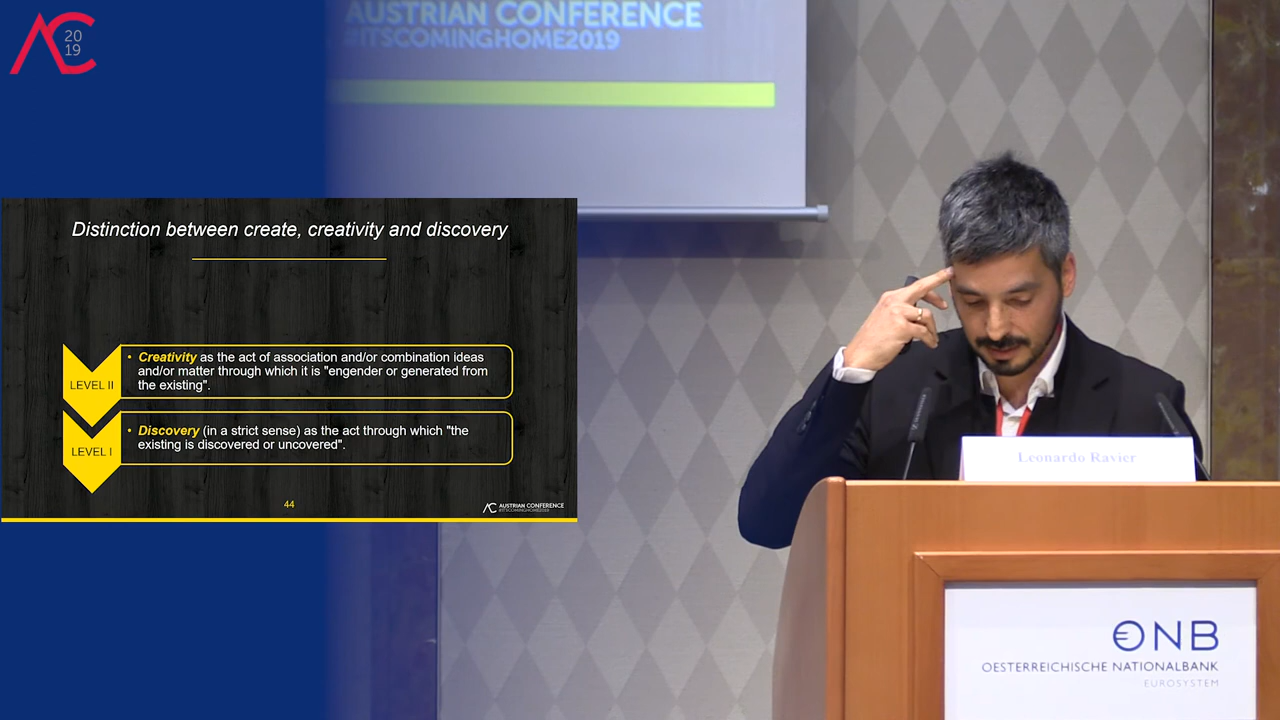 AC
20
19
AUSTRIAN CONFERENCE
#ITSCOMINGHOME2019
Distinction between create, creativity and discovery
LEVEL II
• Creativity as the act of association and/or combination ideas
and/or matter through which it is "engender or generated from
the existing".
LEVEL I
• Discovery (in a strict sense) as the act through which "the
existing is discovered or uncovered".
44
AC AUSTRIAN CONFERENCE
#ITSCOMINGHOME2019
Leonardo Ravier
ONB
OESTERREICHISCHE NATIONALBANK
EUROSYSTEM